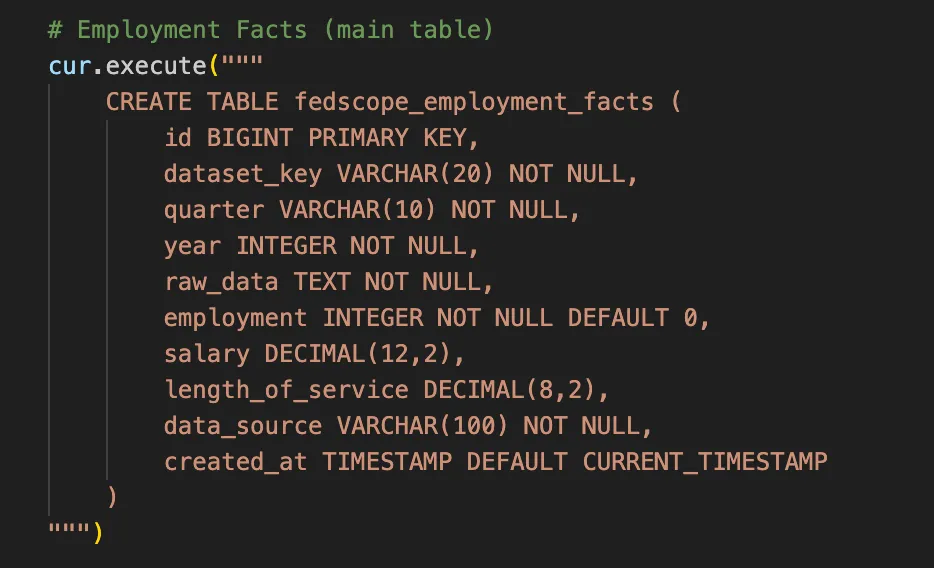 # Employment Facts (main table)
cur.execute("""
CREATE TABLE fedscope_employment_facts (
id BIGINT PRIMARY KEY,
dataset_key VARCHAR(20) NOT NULL,
quarter VARCHAR(10) NOT NULL,
year INTEGER NOT NULL,
raw_data TEXT NOT NULL,
employment INTEGER NOT NULL DEFAULT 0,
salary DECIMAL(12,2),
length_of_service DECIMAL(8,2),
data_source VARCHAR(100) NOT NULL,
created_at TIMESTAMP DEFAULT CURRENT_TIMESTAMP
)
""")